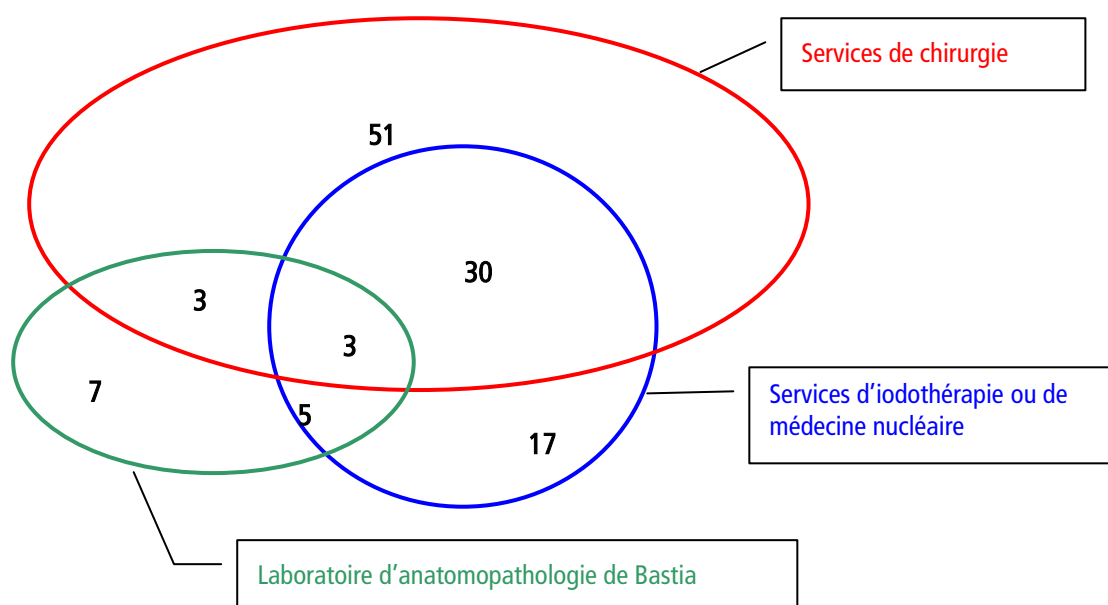 Services de chirurgie
51
30
3
3
7
Services d’iodothérapie ou de
médecine nucléaire
5
17
Laboratoire d’anatomopathologie de Bastia